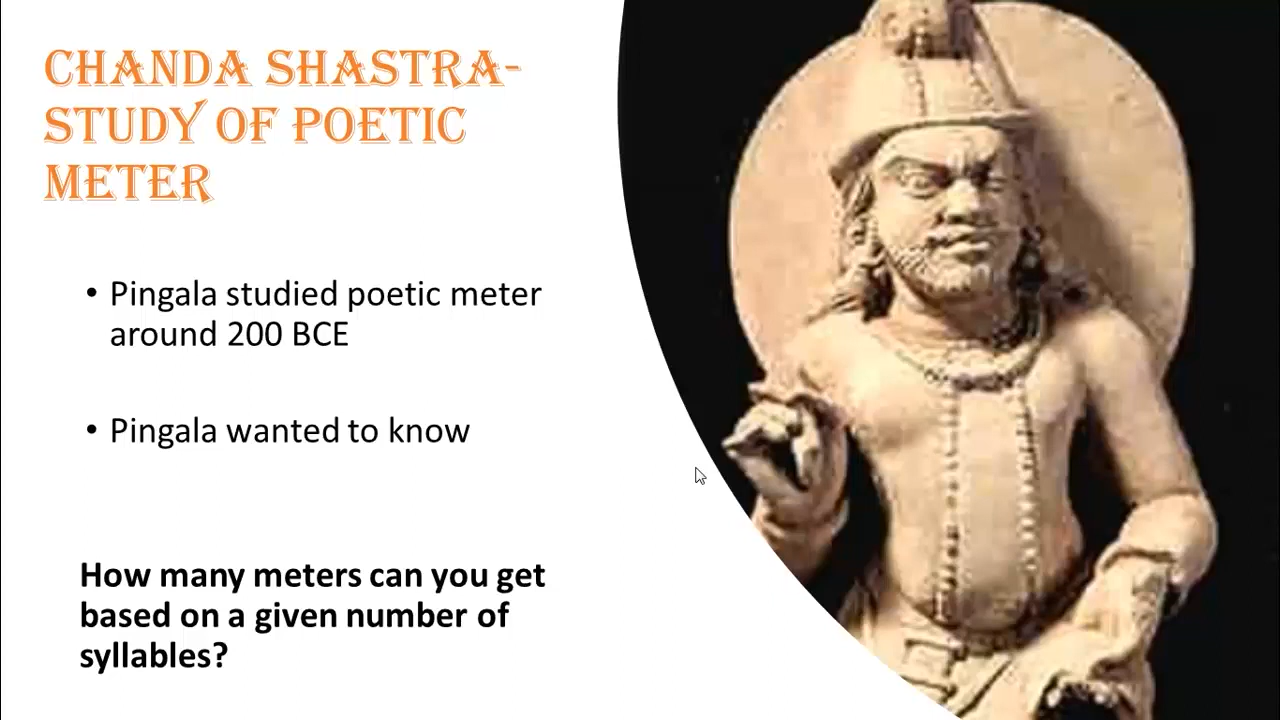 CHANDA SHASTRA-
STUDY OF POETIC
METER
• Pingala studied poetic meter
around 200 BCE
• Pingala wanted to know
How many meters can you get
based on a given number of
syllables?